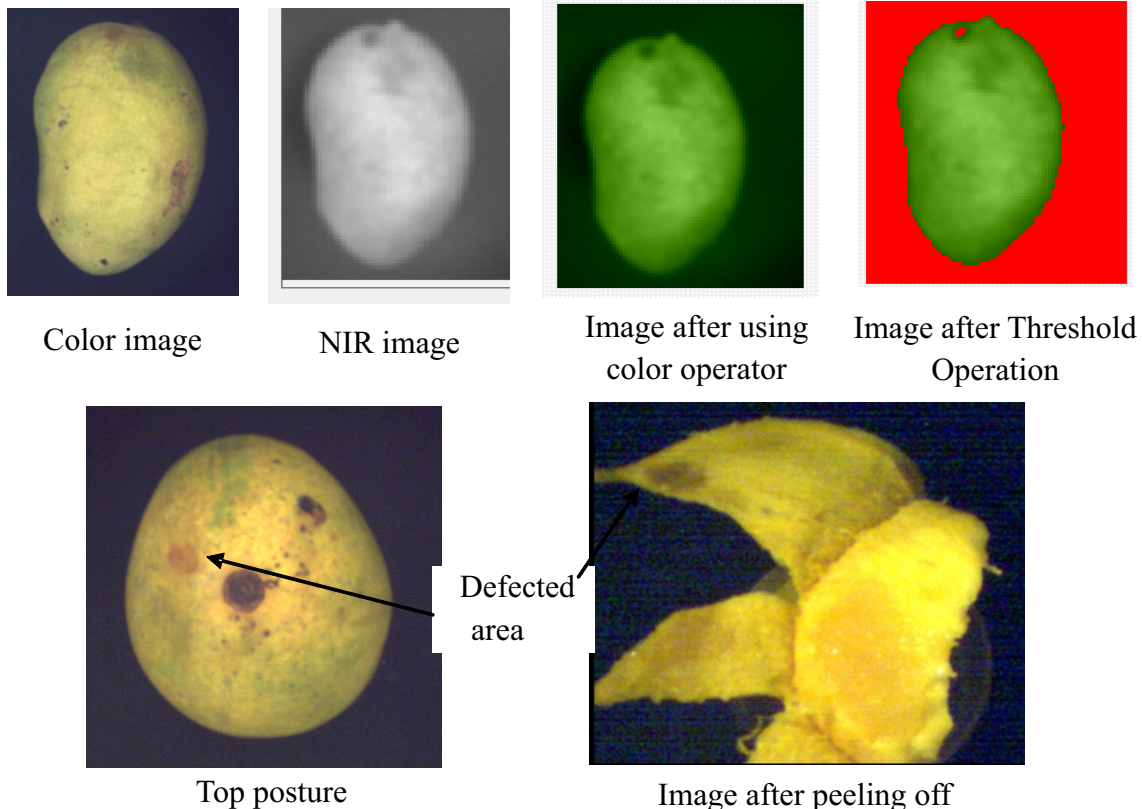 Color image
NIR image
Image after using
color operator
Image after Threshold
Operation
Defected
area
Top posture
Image after peeling off